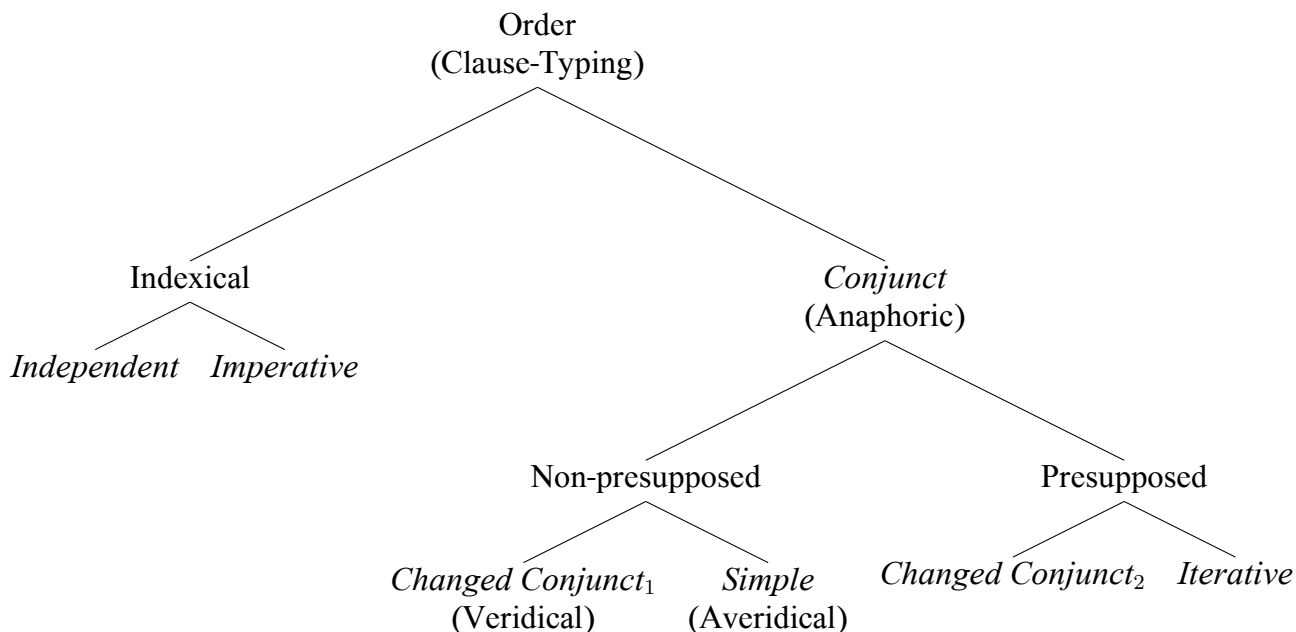 Order
(Clause-Typing)
Indexical
Conjunct
(Anaphoric)
Independent Imperative
Non-presupposed Presupposed
Changed Conjunct₁ Simple Changed Conjunct₂ Iterative
(Veridical) (Averidical)